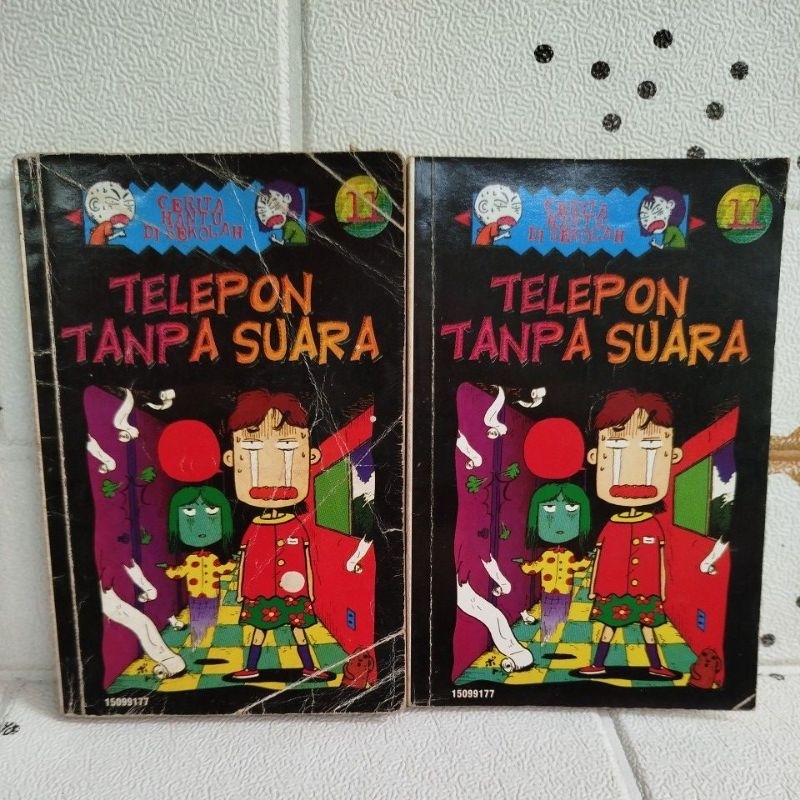 CERITA
HANTU
DI SEKOLAH
11
TELEPON
TANPA SUARA
15099177
CERITA
HANTU
DI SEKOLAH
11
TELEPON
TANPA SUARA
15099177